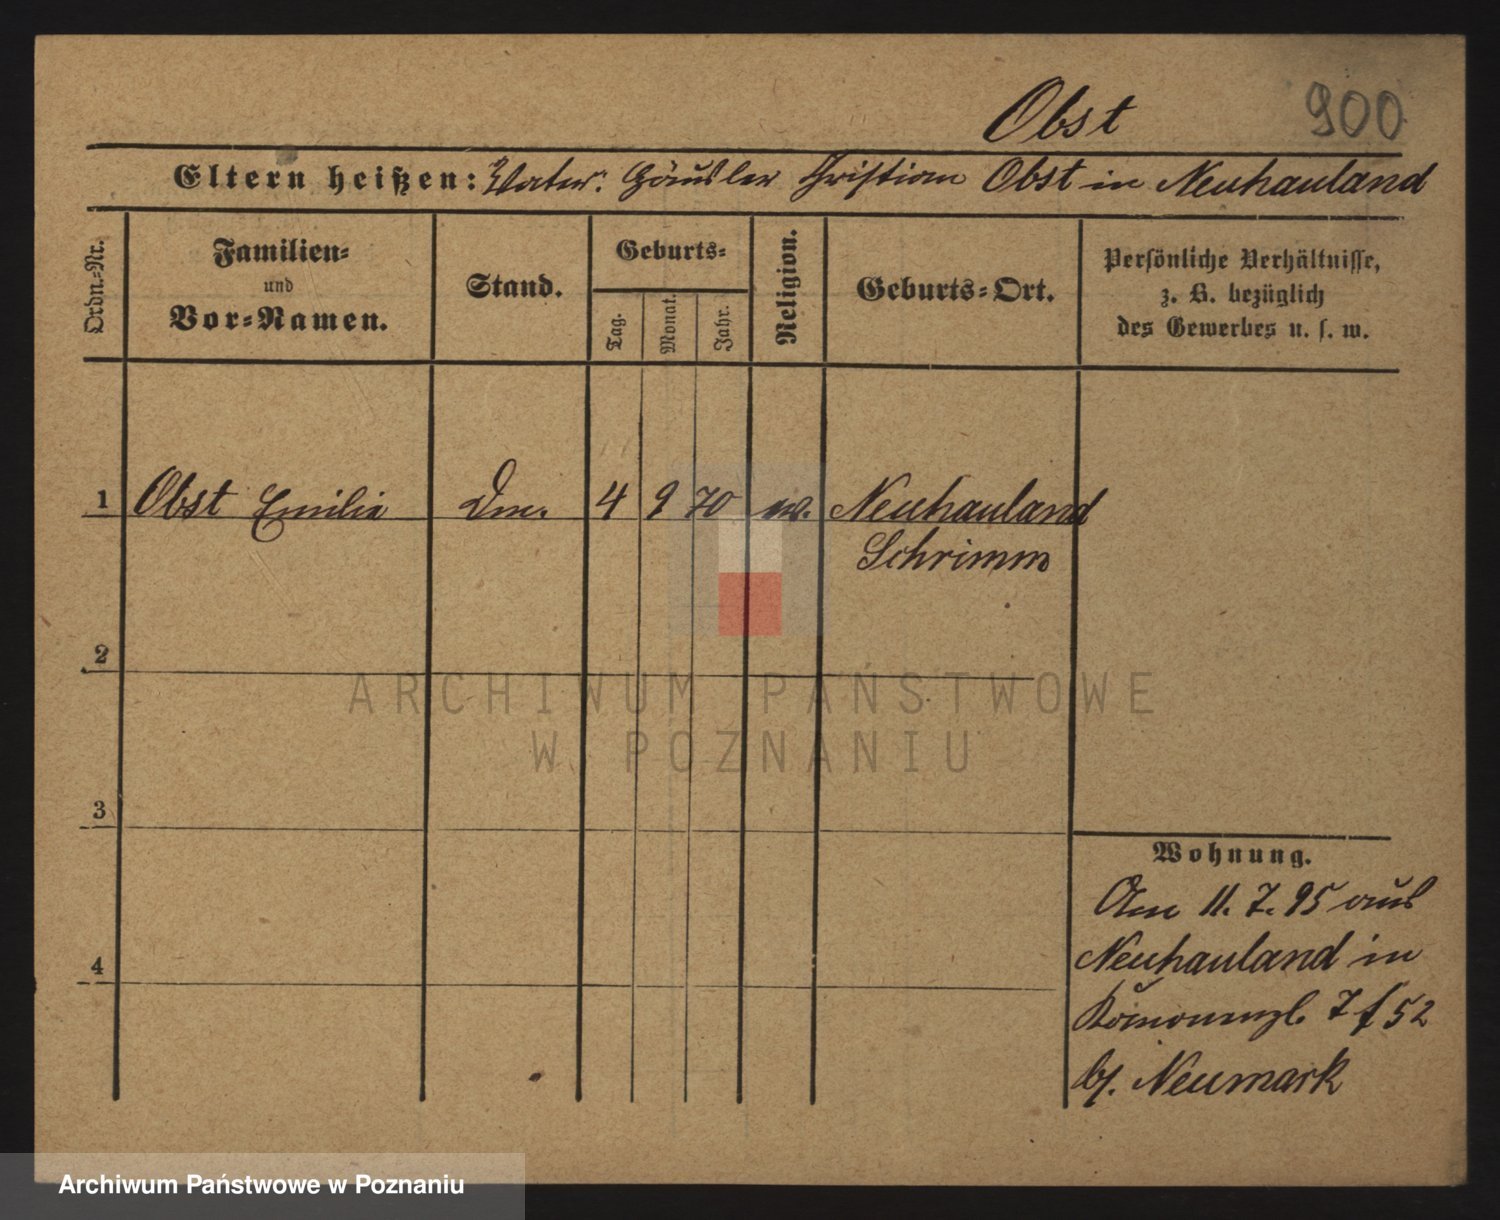 Obst 900
Eltern heißen: Vater: Häusler Christian Obst in Neuhauland
Ordn.-Nr.
Familien-
und
Vor-Namen.
Stand.
Geburts-
Tag.
Monat.
Jahr.
Religion.
Geburts-Ort.
Persönliche Verhältnisse,
z. B. bezüglich
des Gewerbes u. s. w.
1 Obst Emilie 4 9 70 ev. Neuhauland
Schrimm
2
3
4
ARCHIWUM PAŃSTWOWE
W POZNANIU
Wohnung.
Am 11. 7. 95 aus
Neuhauland in
52
b/. Neumark
Archiwum Państwowe w Poznaniu